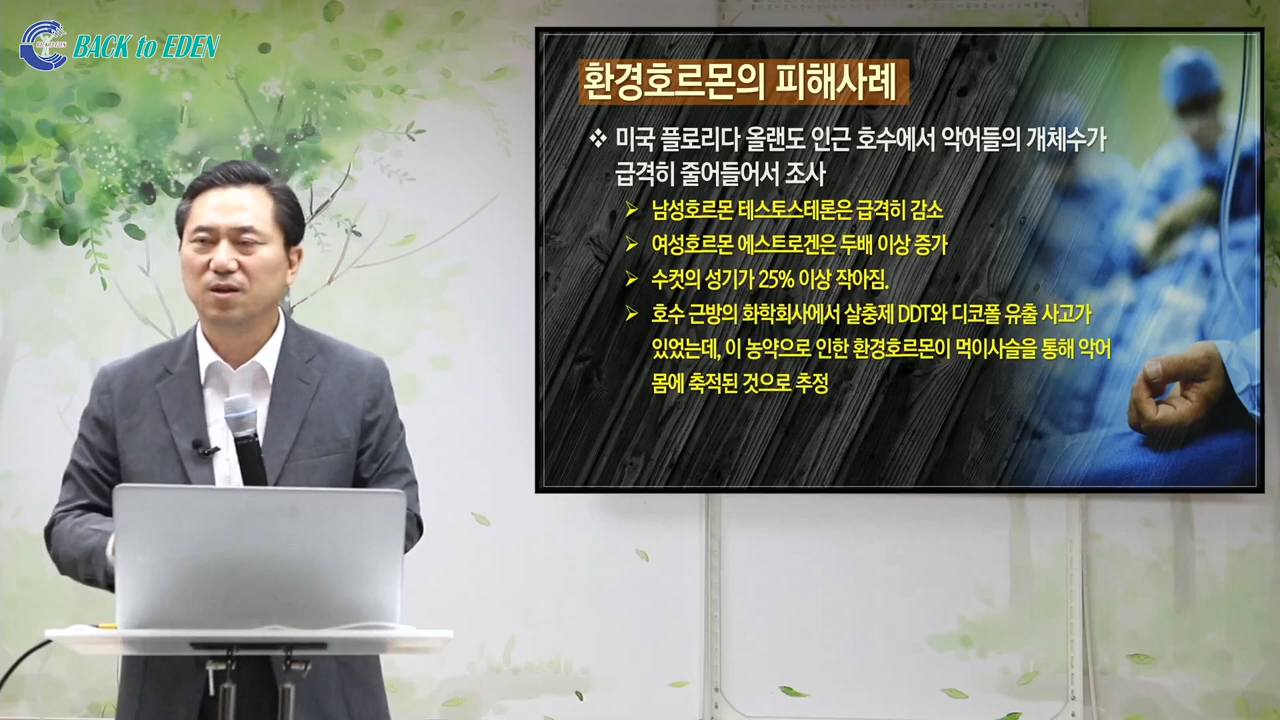 BACK to EDEN
환경호르몬의 피해사례
❖ 미국 플로리다 올랜도 인근 호수에서 악어들의 개체수가
급격히 줄어들어서 조사
➢ 남성호르몬 테스토스테론은 급격히 감소
➢ 여성호르몬 에스트로겐은 두배 이상 증가
➢ 수컷의 성기가 25% 이상 작아짐.
➢ 호수 근방의 화학회사에서 살충제 DDT와 디코폴 유출 사고가
있었는데, 이 농약으로 인한 환경호르몬이 먹이사슬을 통해 악어
몸에 축적된 것으로 추정